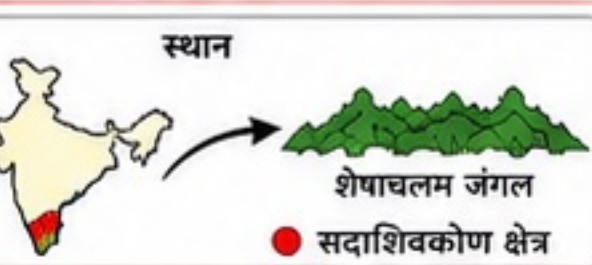 स्थान
शेषाचलम जंगल
सदाशिवकोण क्षेत्र